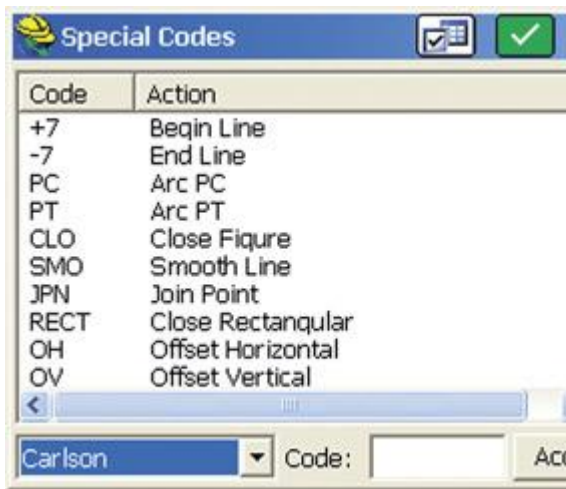 Special Codes
Code Action
+7 Begin Line
-7 End Line
PC Arc PC
PT Arc PT
CLO Close Figure
SMO Smooth Line
JPN Join Point
RECT Close Rectangular
OH Offset Horizontal
OV Offset Vertical
Carlson Code: